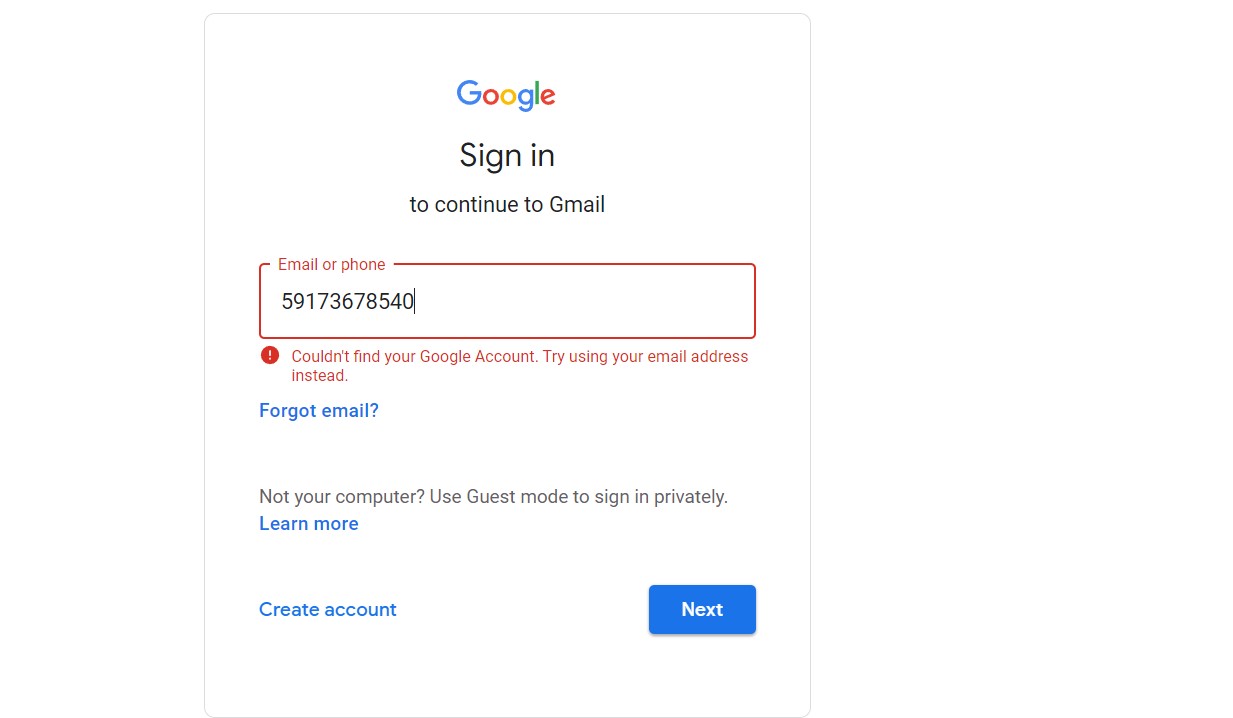 Google
Sign in
to continue to Gmail
Email or phone
59173678540
Couldn't find your Google Account. Try using your email address
instead.
Forgot email?
Not your computer? Use Guest mode to sign in privately.
Learn more
Create account
Next